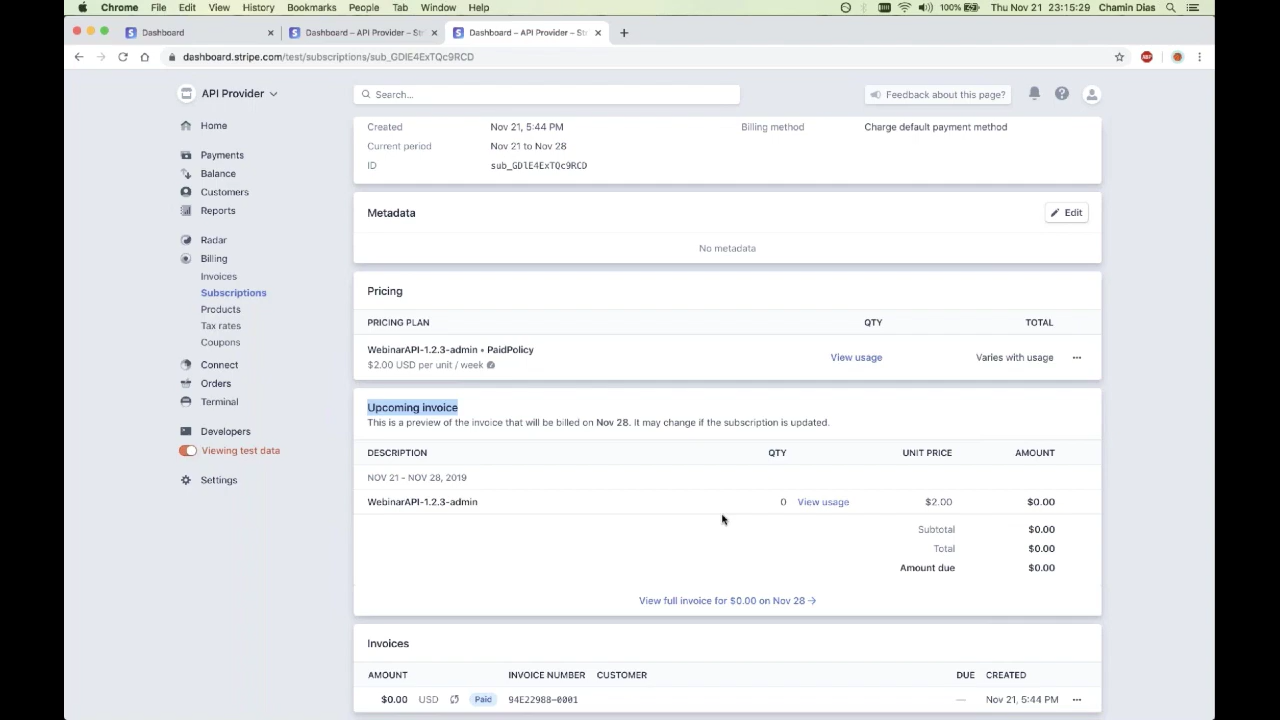 Chrome File Edit View History Bookmarks People Tab Window Help 100% Thu Nov 21 23:15:29 Chamin Dias
Dashboard Dashboard – API Provider – St Dashboard – API Provider – St
dashboard.stripe.com/test/subscriptions/sub_GDlE4ExTQc9RCD
API Provider Search... Feedback about this page?
Home
Payments
Balance
Customers
Reports
Radar
Billing
Invoices
Subscriptions
Products
Tax rates
Coupons
Connect
Orders
Terminal
Developers
Viewing test data
Settings
Created Nov 21, 5:44 PM Billing method Charge default payment method
Current period Nov 21 to Nov 28
ID sub_GDlE4ExTQc9RCD
Metadata Edit
No metadata
Pricing
PRICING PLAN QTY TOTAL
WebinarAPI-1.2.3-admin • PaidPolicy
$2.00 USD per unit / week
View usage Varies with usage
Upcoming invoice
This is a preview of the invoice that will be billed on Nov 28. It may change if the subscription is updated.
DESCRIPTION QTY UNIT PRICE AMOUNT
NOV 21 - NOV 28, 2019
WebinarAPI-1.2.3-admin 0 View usage $2.00 $0.00
Subtotal $0.00
Total $0.00
Amount due $0.00
View full invoice for $0.00 on Nov 28 →
Invoices
AMOUNT INVOICE NUMBER CUSTOMER DUE CREATED
$0.00 USD Paid 94E22988-0001 — Nov 21, 5:44 PM